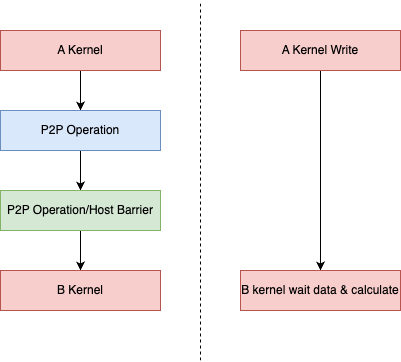 A Kernel
P2P Operation
P2P Operation/Host Barrier
B Kernel
A Kernel Write
B kernel wait data & calculate